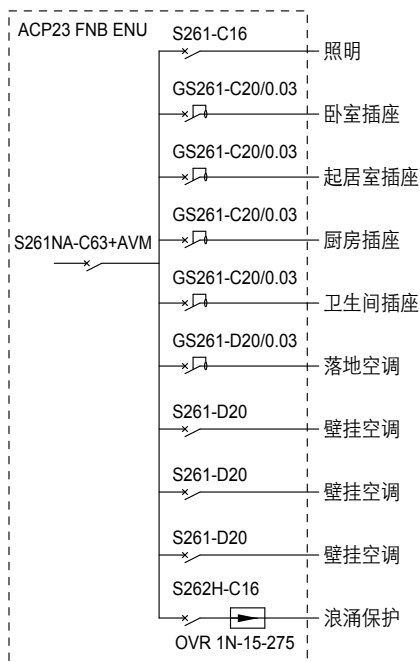 ACP23 FNB ENU
S261-C16
照明
GS261-C20/0.03
卧室插座
GS261-C20/0.03
起居室插座
GS261-C20/0.03
厨房插座
S261NA-C63+AVM
GS261-C20/0.03
卫生间插座
GS261-D20/0.03
落地空调
S261-D20
壁挂空调
S261-D20
壁挂空调
S261-D20
壁挂空调
S262H-C16
浪涌保护
OVR 1N-15-275